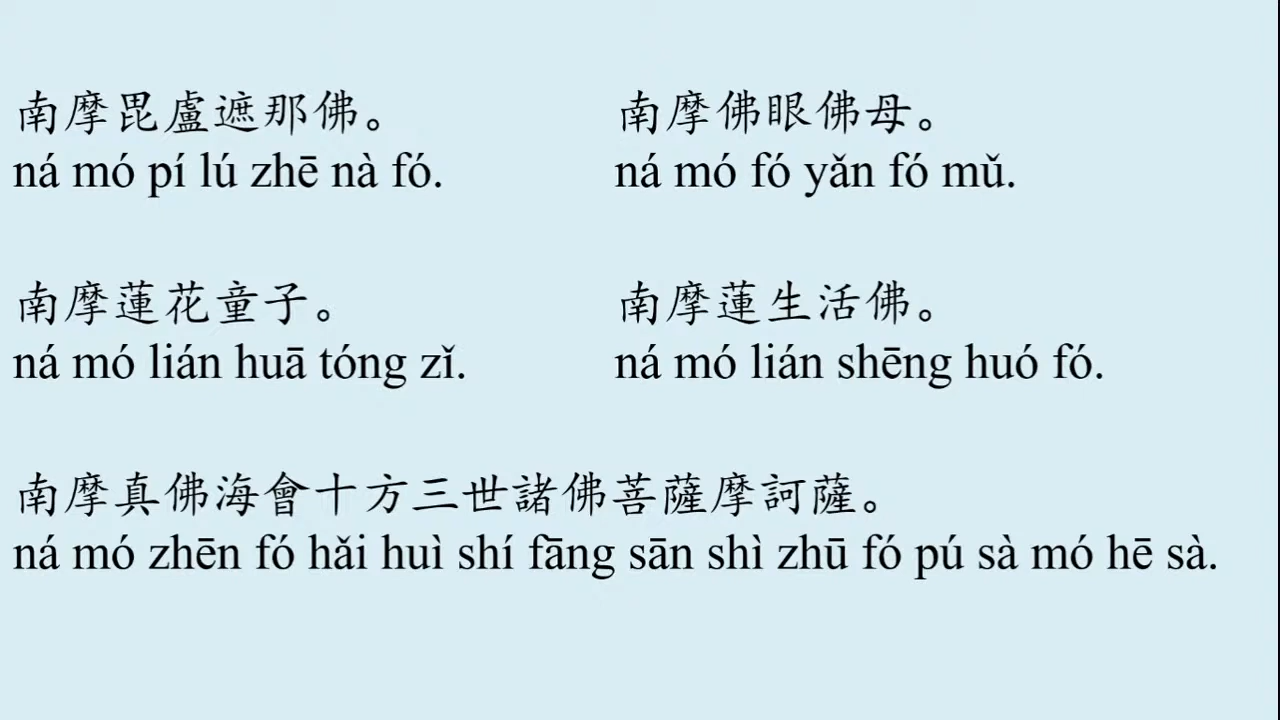 南摩毘盧遮那佛。
ná mó pí lú zhē nà fó.
南摩佛眼佛母。
ná mó fó yǎn fó mǔ.
南摩蓮花童子。
ná mó lián huā tóng zǐ.
南摩蓮生活佛。
ná mó lián shēng huó fó.
南摩真佛海會十方三世諸佛菩薩摩訶薩。
ná mó zhēn fó hǎi huì shí fāng sān shì zhū fó pú sà mó hē sà.